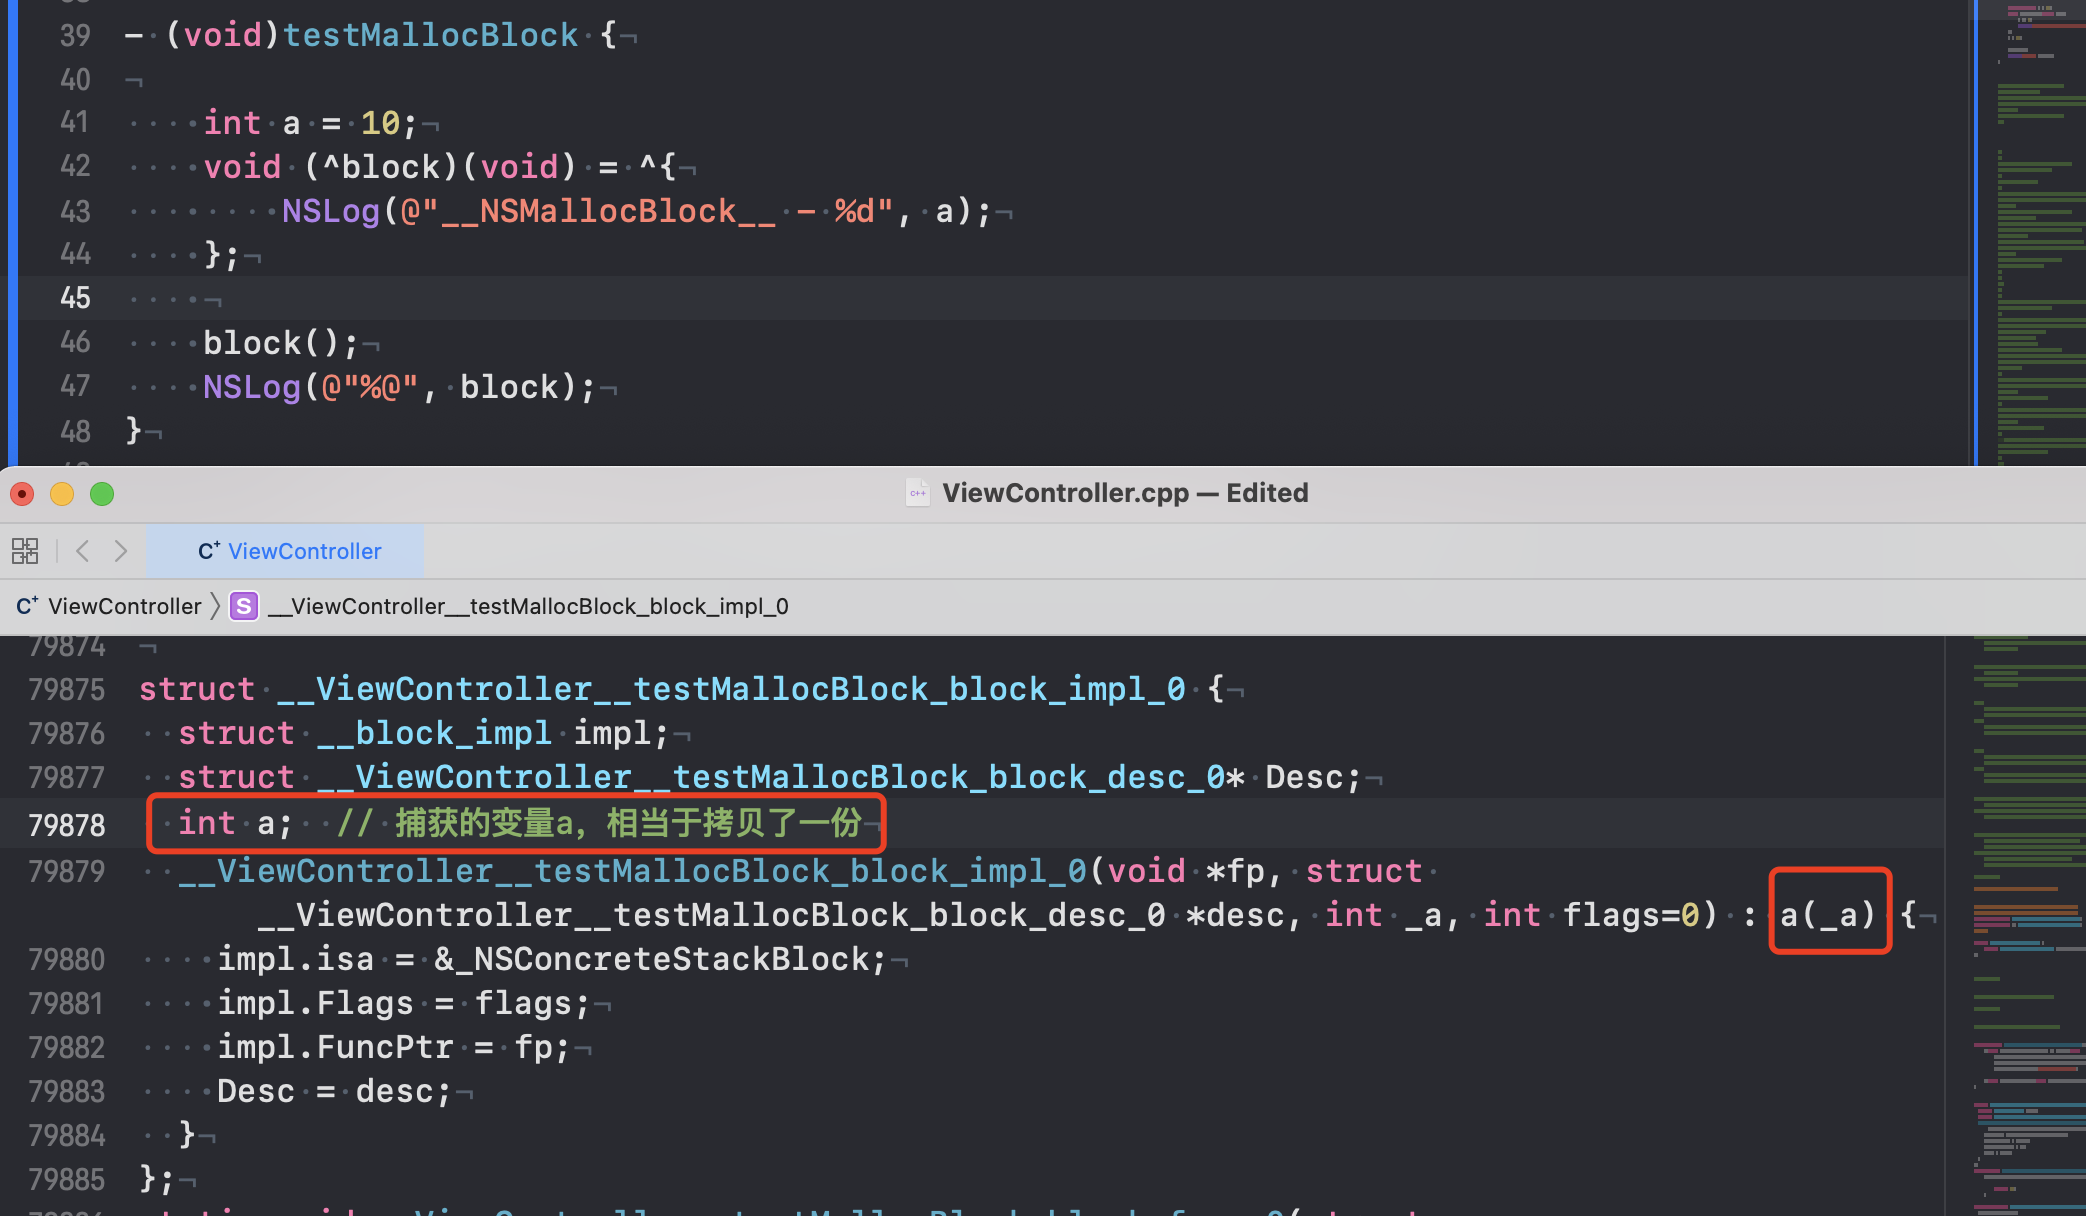 39 - (void)testMallocBlock {
40
41 int a = 10;
42 void (^block)(void) = ^{
43 NSLog(@"__NSMallocBlock__ - %d", a);
44 };
45
46 block();
47 NSLog(@"%@", block);
48 }
ViewController.cpp — Edited
ViewController
ViewController 〉 S __ViewController__testMallocBlock_block_impl_0
79874
79875 struct __ViewController__testMallocBlock_block_impl_0 {
79876 struct __block_impl impl;
79877 struct __ViewController__testMallocBlock_block_desc_0* Desc;
79878 int a; // 捕获的变量a，相当于拷贝了一份
79879 __ViewController__testMallocBlock_block_impl_0(void *fp, struct
__ViewController__testMallocBlock_block_desc_0 *desc, int _a, int flags=0) : a(_a) {
79880 impl.isa = &_NSConcreteStackBlock;
79881 impl.Flags = flags;
79882 impl.FuncPtr = fp;
79883 Desc = desc;
79884 }
79885 };